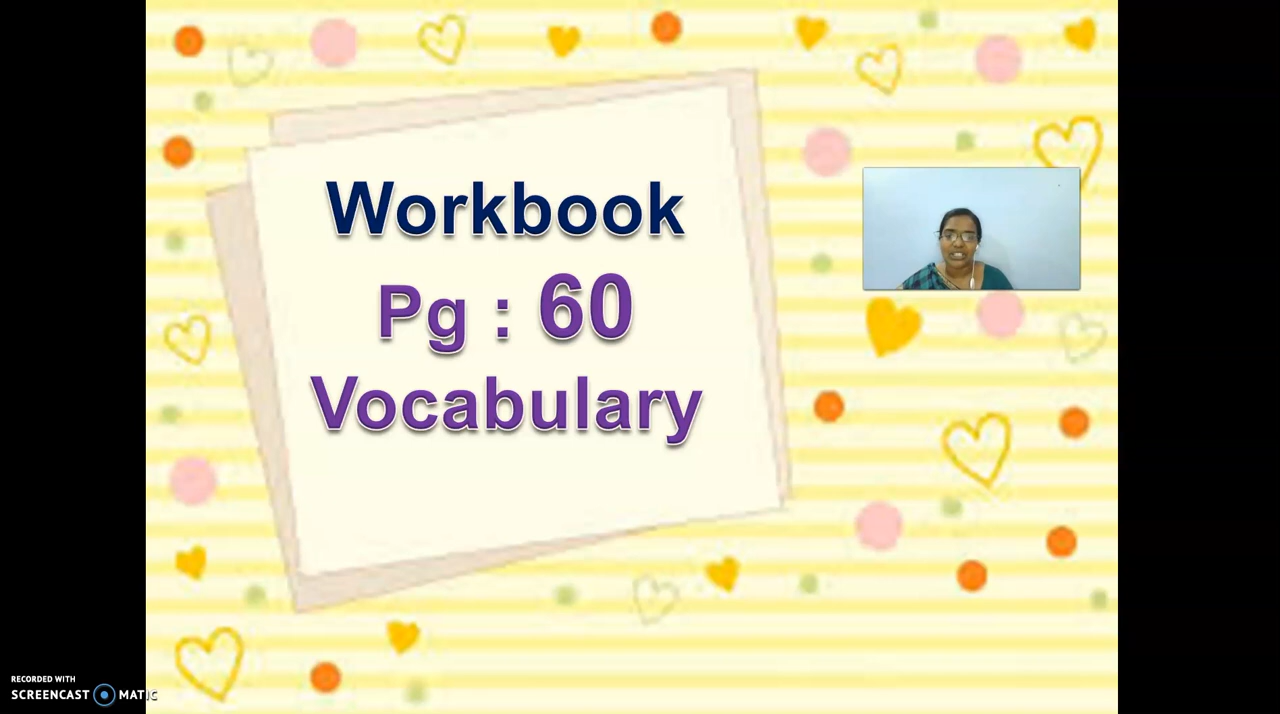 Workbook
Pg : 60
Vocabulary
RECORDED WITH
SCREENCAST MATIC